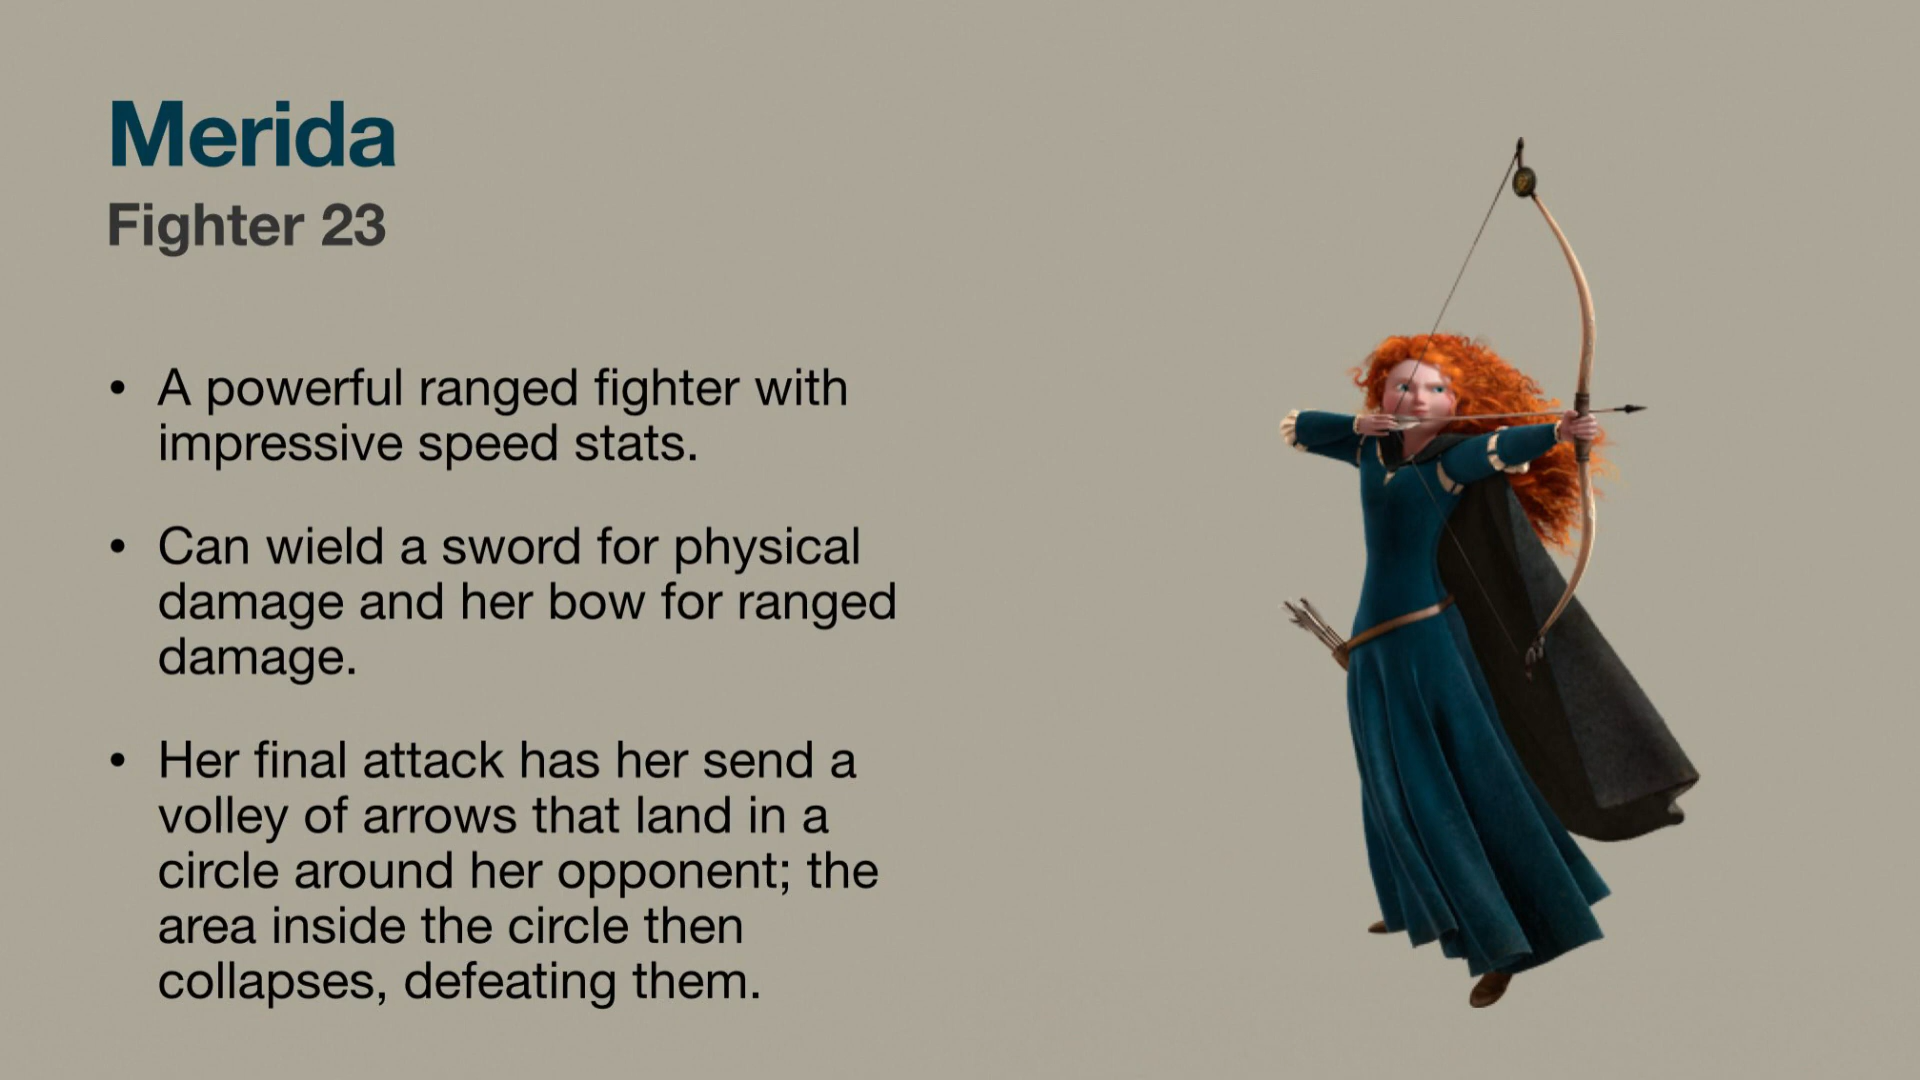 Merida
Fighter 23
• A powerful ranged fighter with
impressive speed stats.
• Can wield a sword for physical
damage and her bow for ranged
damage.
• Her final attack has her send a
volley of arrows that land in a
circle around her opponent; the
area inside the circle then
collapses, defeating them.